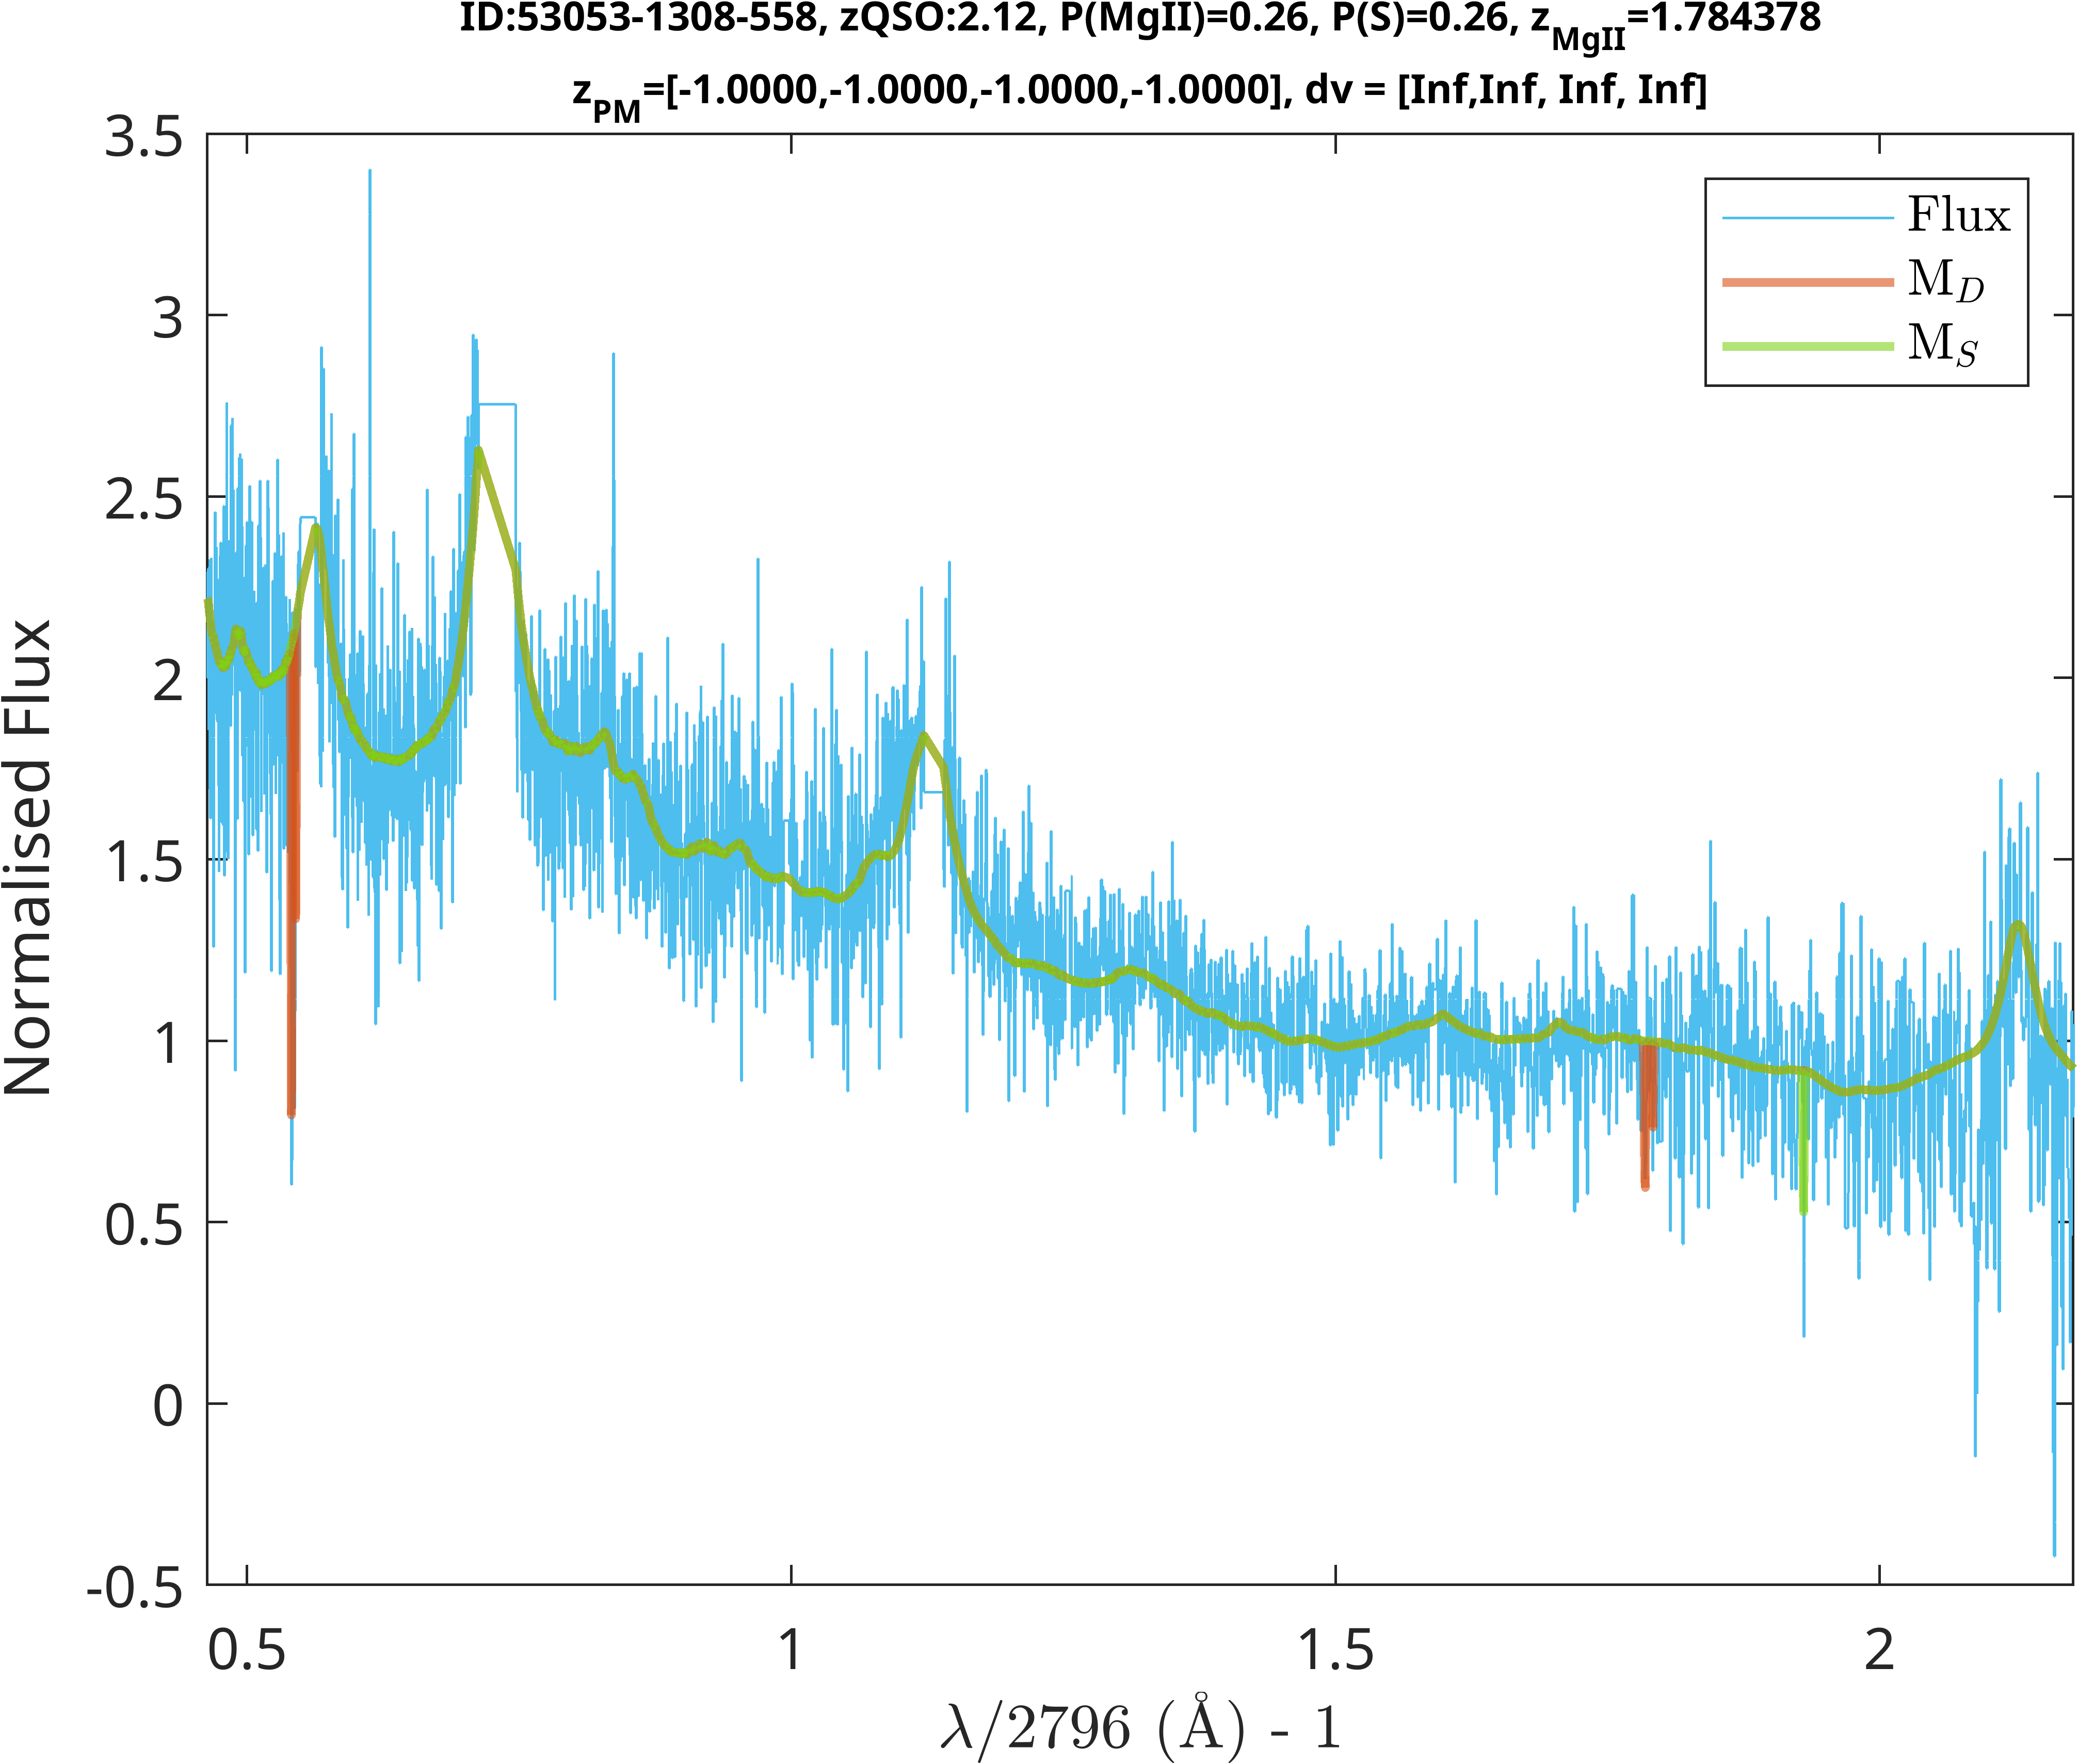 ID:53053-1308-558, zQSO:2.12, P(MgII)=0.26, P(S)=0.26, zMgII=1.784378
zPM=[-1.0000,-1.0000,-1.0000,-1.0000], dv = [Inf,Inf, Inf, Inf]
3.5
3
2.5
2
1.5
1
0.5
0
-0.5
Normalised Flux
Flux
MD
MS
0.5
1
1.5
2
λ/2796 (Å) - 1